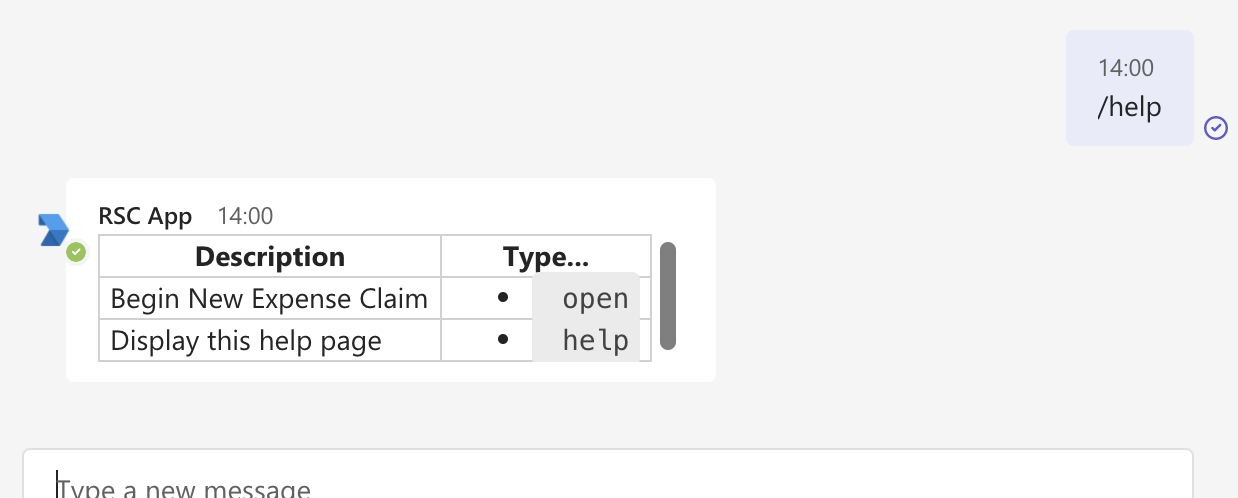 14:00
/help
RSC App 14:00
Description Type...
Begin New Expense Claim • open
Display this help page • help
Type a new message